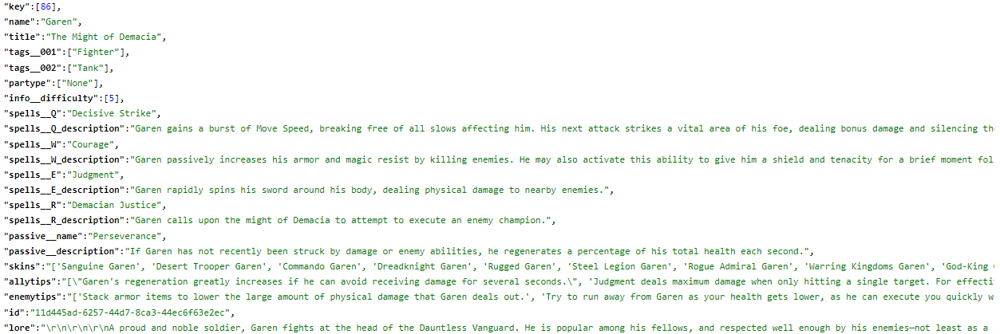 "key":[86],
"name":"Garen",
"title":"The Might of Demacia",
"tags__001":["Fighter"],
"tags__002":["Tank"],
"partype":["None"],
"info__difficulty":[5],
"spells__Q":"Decisive Strike",
"spells__Q_description":"Garen gains a burst of Move Speed, breaking free of all slows affecting him. His next attack strikes a vital area of his foe, dealing bonus damage and silencing th
"spells__W":"Courage",
"spells__W_description":"Garen passively increases his armor and magic resist by killing enemies. He may also activate this ability to give him a shield and tenacity for a brief moment fol
"spells__E":"Judgment",
"spells__E_description":"Garen rapidly spins his sword around his body, dealing physical damage to nearby enemies.",
"spells__R":"Demacian Justice",
"spells__R_description":"Garen calls upon the might of Demacia to attempt to execute an enemy champion.",
"passive__name":"Perseverance",
"passive__description":"If Garen has not recently been struck by damage or enemy abilities, he regenerates a percentage of his total health each second.",
"skins":"['Sanguine Garen', 'Desert Trooper Garen', 'Commando Garen', 'Dreadknight Garen', 'Rugged Garen', 'Steel Legion Garen', 'Rogue Admiral Garen', 'Warring Kingdoms Garen', 'God-King
"allytips":"[\"Garen's regeneration greatly increases if he can avoid receiving damage for several seconds.\", 'Judgment deals maximum damage when only hitting a single target. For effecti
"enemytips":"['Stack armor items to lower the large amount of physical damage that Garen deals out.', 'Try to run away from Garen as your health gets lower, as he can execute you quickly w
"id":"11d445ad-6257-44d7-8ca3-44ec6f63e2ec",
"lore":"\r\n\r\n\r\nA proud and noble soldier, Garen fights at the head of the Dauntless Vanguard. He is popular among his fellows, and respected well enough by his enemies—not least as a